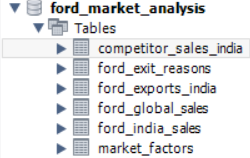 ford_market_analysis
Tables
competitor_sales_india
ford_exit_reasons
ford_exports_india
ford_global_sales
ford_india_sales
market_factors